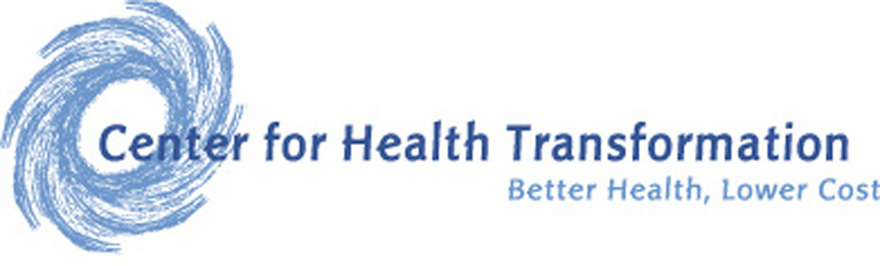 Center for Health Transformation
Better Health, Lower Cost